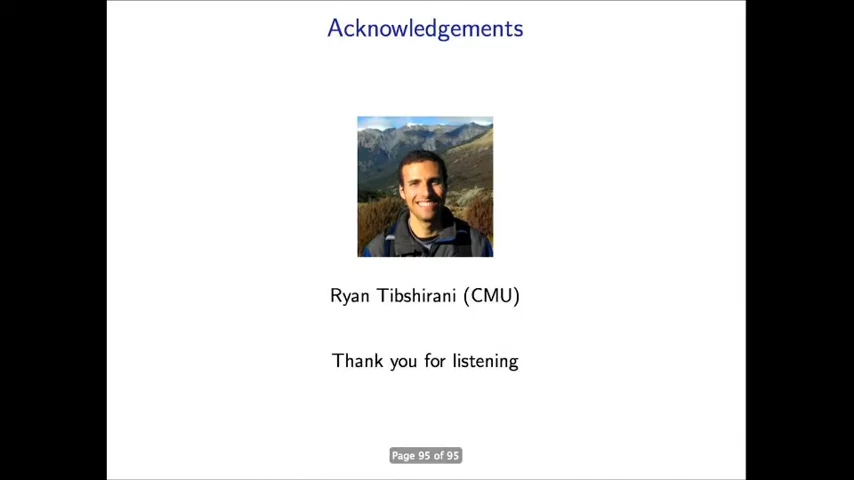 Acknowledgements
Ryan Tibshirani (CMU)
Thank you for listening
Page 95 of 95